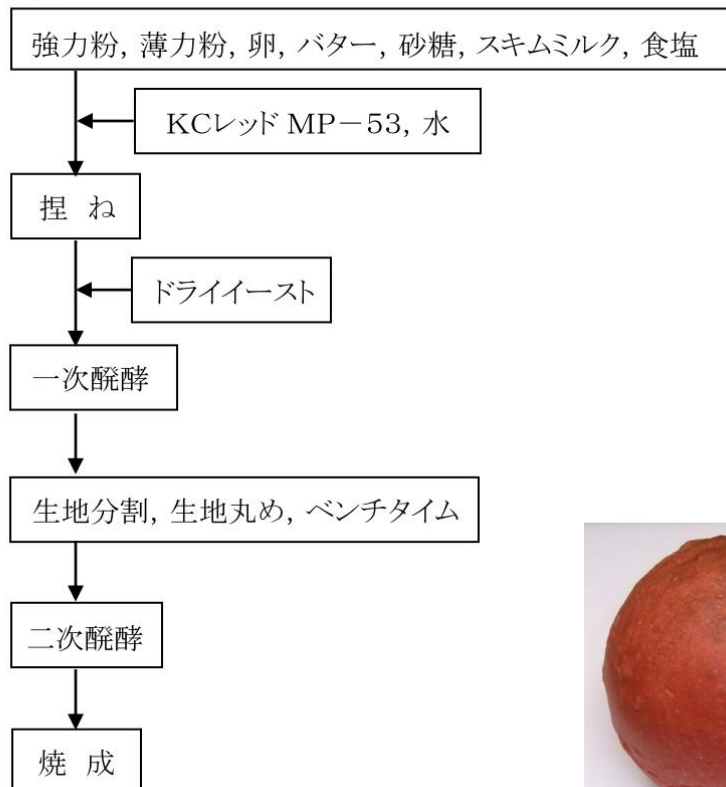 強力粉, 薄力粉, 卵, バター, 砂糖, スキムミルク, 食塩
KCレッド MP－53, 水
捏 ね
ドライイースト
一次醗酵
生地分割, 生地丸め, ベンチタイム
二次醗酵
焼 成